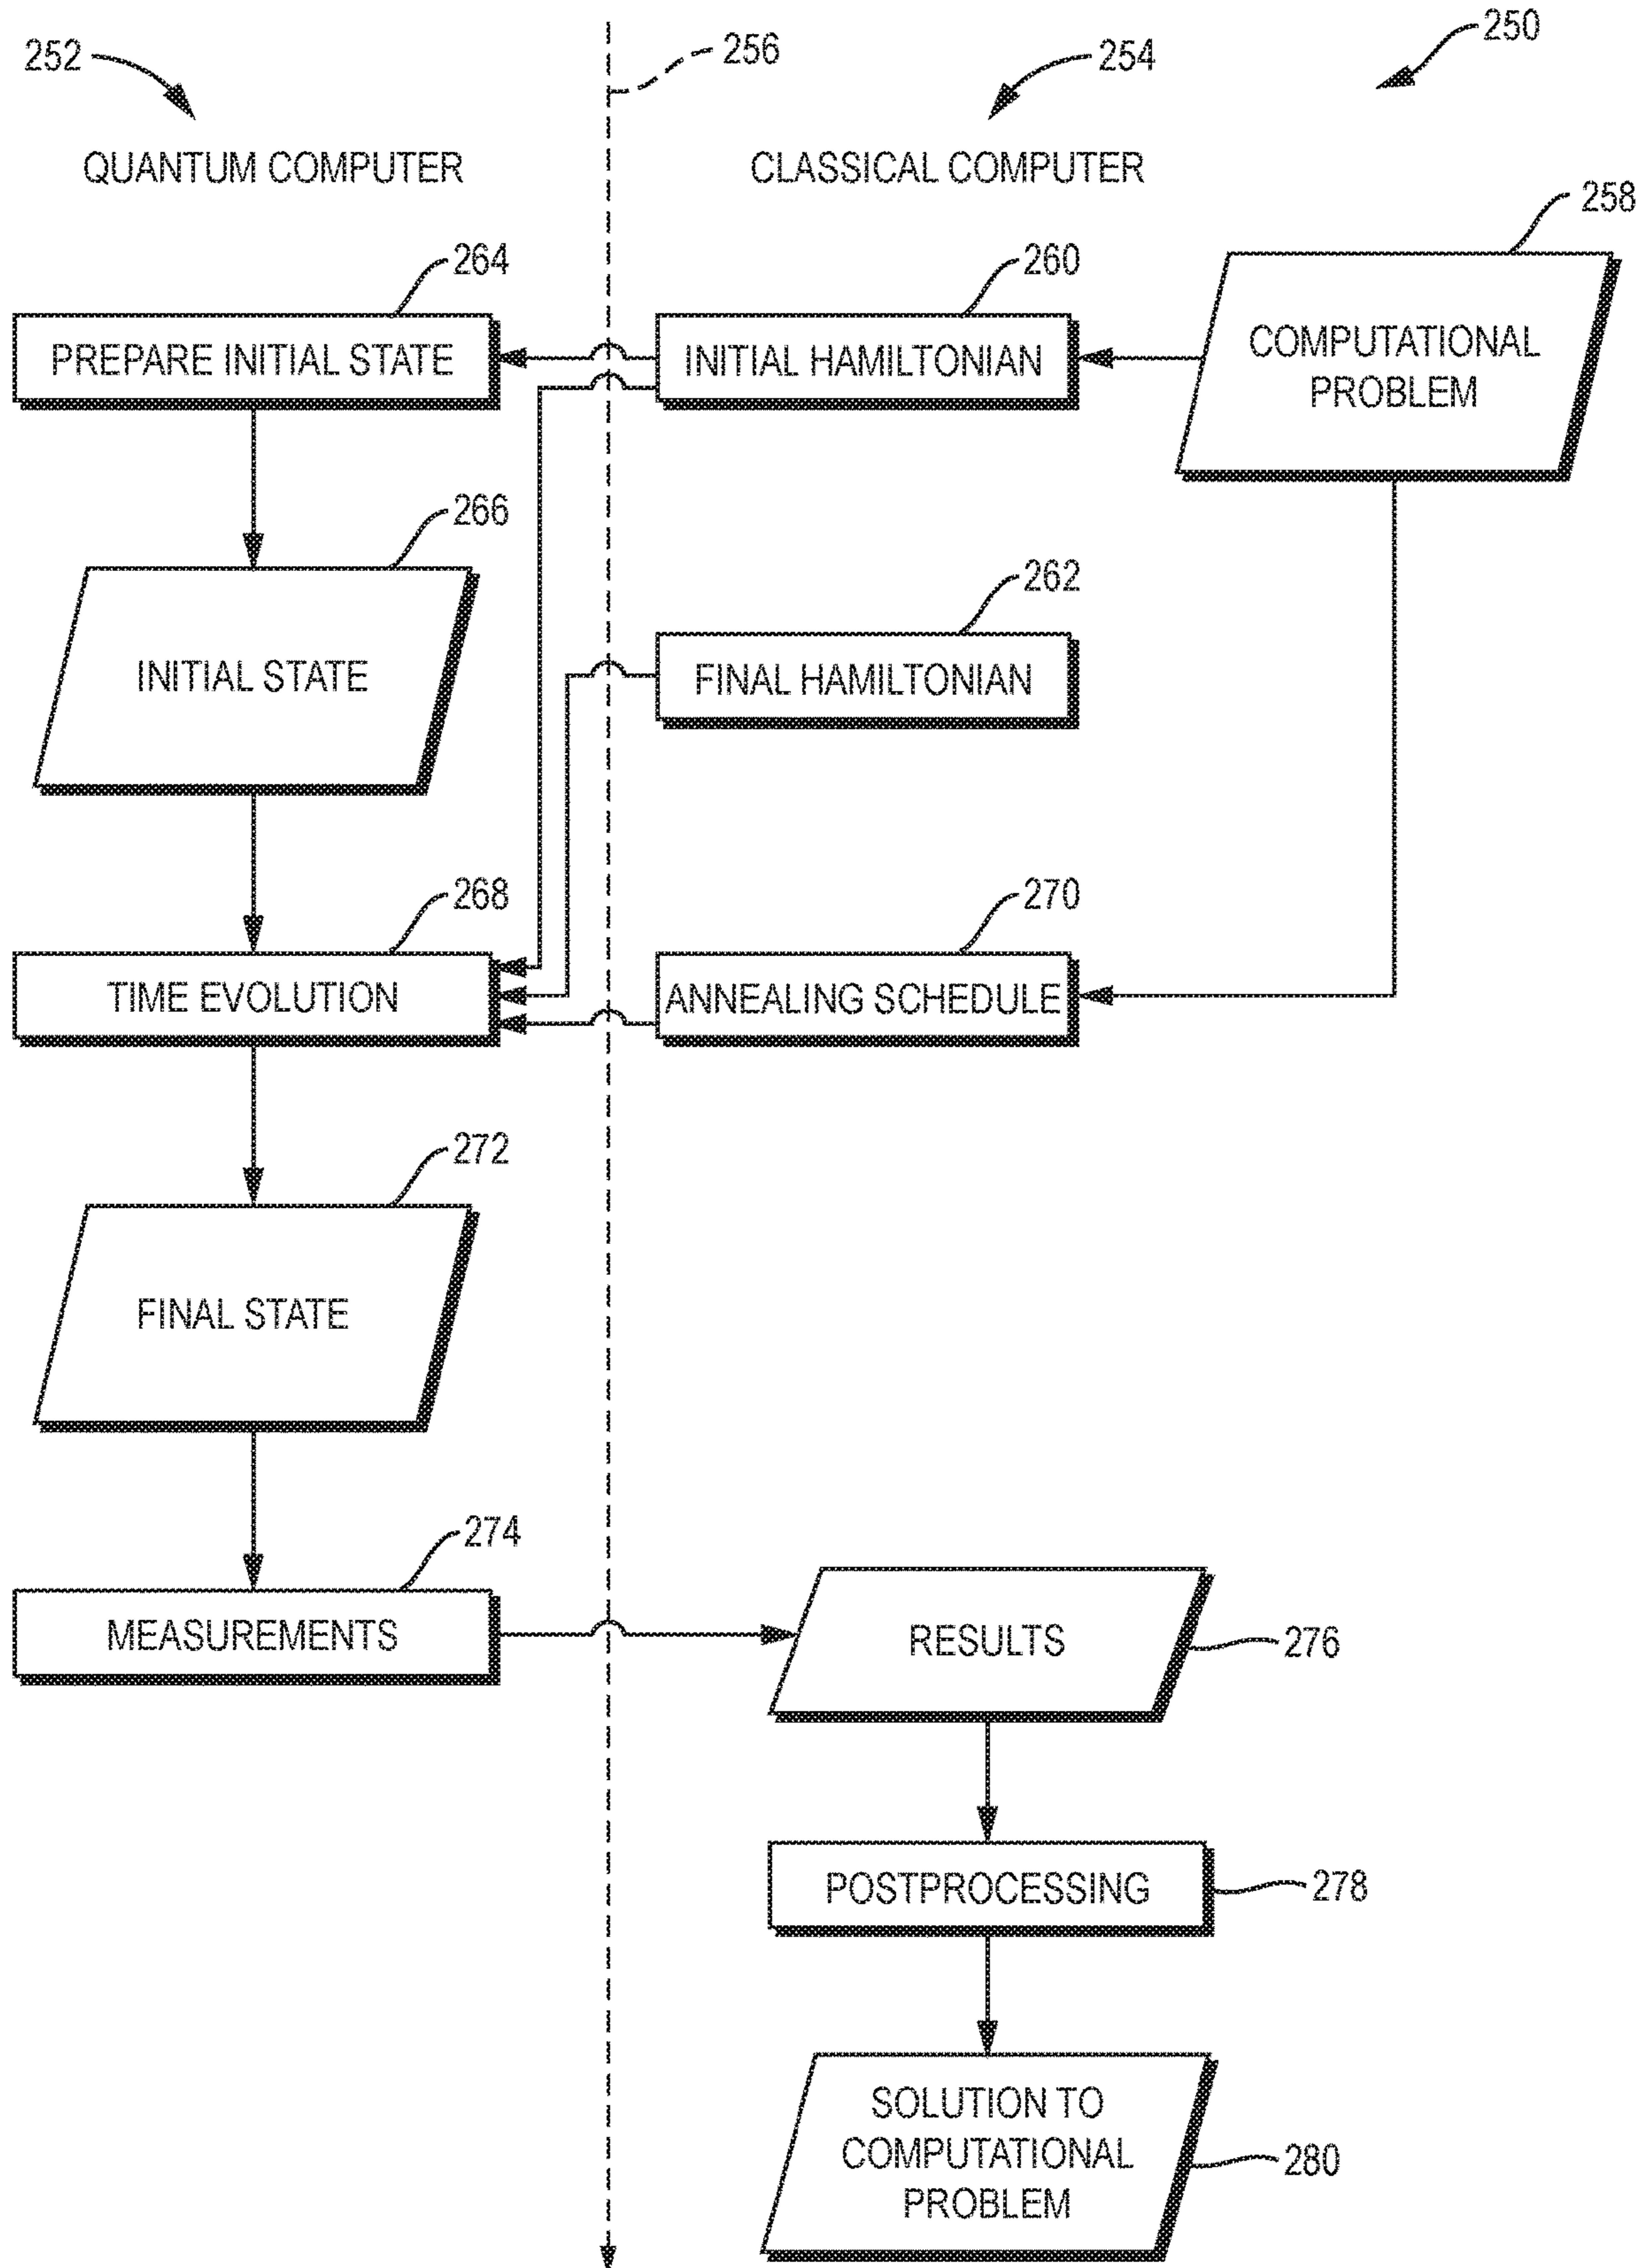 250
252
256
254
QUANTUM COMPUTER
CLASSICAL COMPUTER
258
264
260
PREPARE INITIAL STATE
INITIAL HAMILTONIAN
COMPUTATIONAL
PROBLEM
266
262
INITIAL STATE
FINAL HAMILTONIAN
268
270
TIME EVOLUTION
ANNEALING SCHEDULE
272
FINAL STATE
274
MEASUREMENTS
RESULTS
276
POSTPROCESSING
278
SOLUTION TO
COMPUTATIONAL
PROBLEM
280